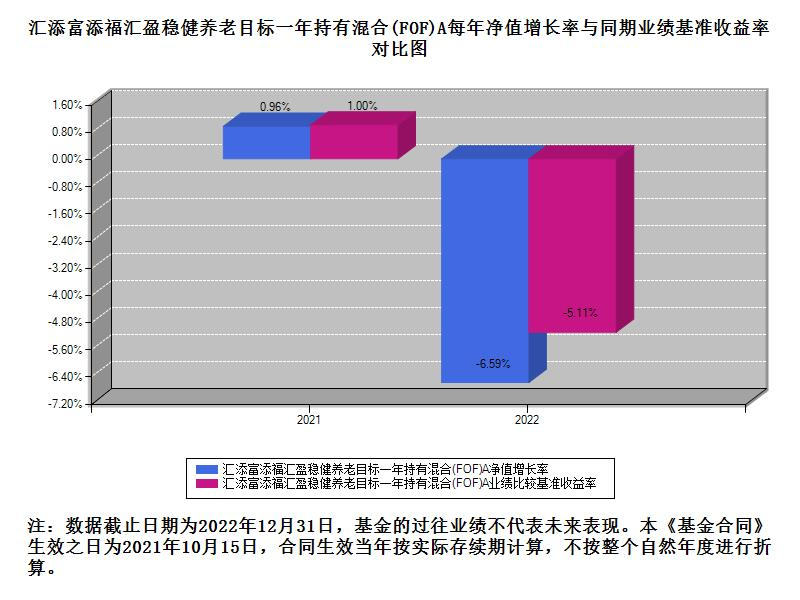 汇添富添福汇盈稳健养老目标一年持有混合(FOF)A每年净值增长率与同期业绩基准收益率
对比图
1.60%
0.80%
0.00%
-0.80%
-1.60%
-2.40%
-3.20%
-4.00%
-4.80%
-5.60%
-6.40%
-7.20%
0.96%
1.00%
-6.59%
-5.11%
2021
2022
汇添富添福汇盈稳健养老目标一年持有混合(FOF)A净值增长率
汇添富添福汇盈稳健养老目标一年持有混合(FOF)A业绩比较基准收益率
注：数据截止日期为2022年12月31日，基金的过往业绩不代表未来表现。本《基金合同》
生效之日为2021年10月15日，合同生效当年按实际存续期计算，不按整个自然年度进行折
算。